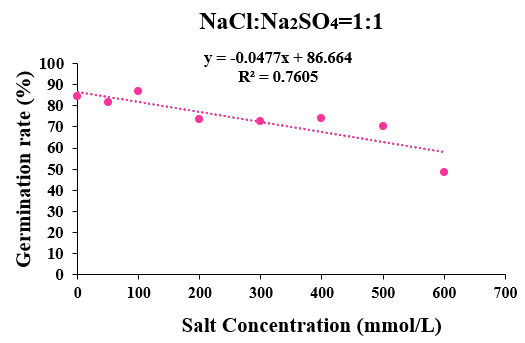 NaCl:Na2SO4=1:1
y = -0.0477x + 86.664
R² = 0.7605
Germination rate (%)
100
90
80
70
60
50
40
30
20
10
0
0 100 200 300 400 500 600 700
Salt Concentration (mmol/L)